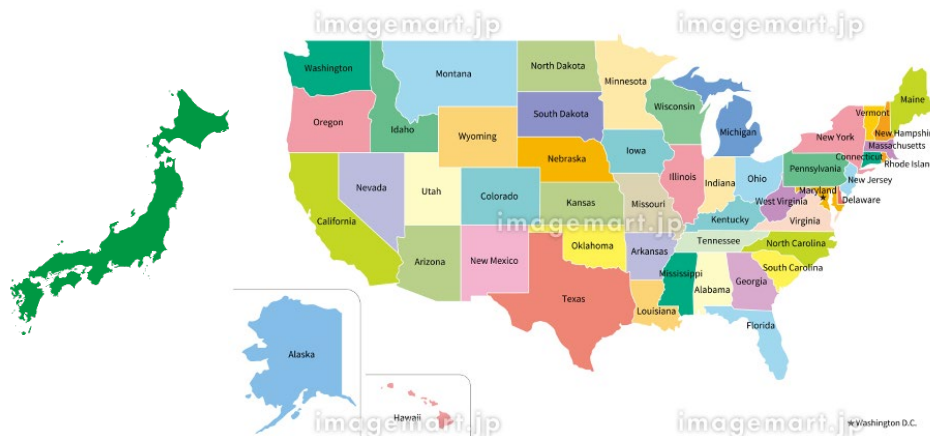 imagemart.jp
imagemart.jp
Washington
Montana
North Dakota
Minnesota
Maine
Vermont
New Hampshire
Oregon
Idaho
Wyoming
South Dakota
Wisconsin
Michigan
New York
Massachusetts
Connecticut
Rhode Island
Nevada
Utah
Colorado
Nebraska
Iowa
Illinois
Indiana
Ohio
Pennsylvania
New Jersey
Maryland
Delaware
West Virginia
Virginia
California
Kansas
Missouri
Kentucky
imagemart.jp
Arizona
New Mexico
Oklahoma
Arkansas
Tennessee
North Carolina
South Carolina
Texas
Louisiana
Mississippi
Alabama
Georgia
Florida
Alaska
Hawaii
imagemart.jp
imagemart.jp
★Washington D.C.